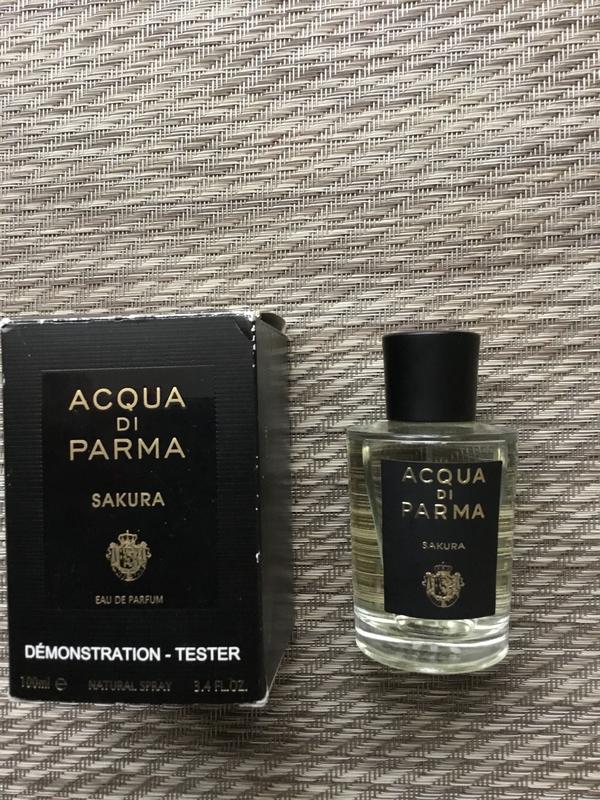 ACQUA
DI
PARMA
SAKURA
EAU DE PARFUM
DÉMONSTRATION - TESTER
100ml ℮ NATURAL SPRAY 3.4 FL.OZ.
ACQUA
DI
PARMA
SAKURA